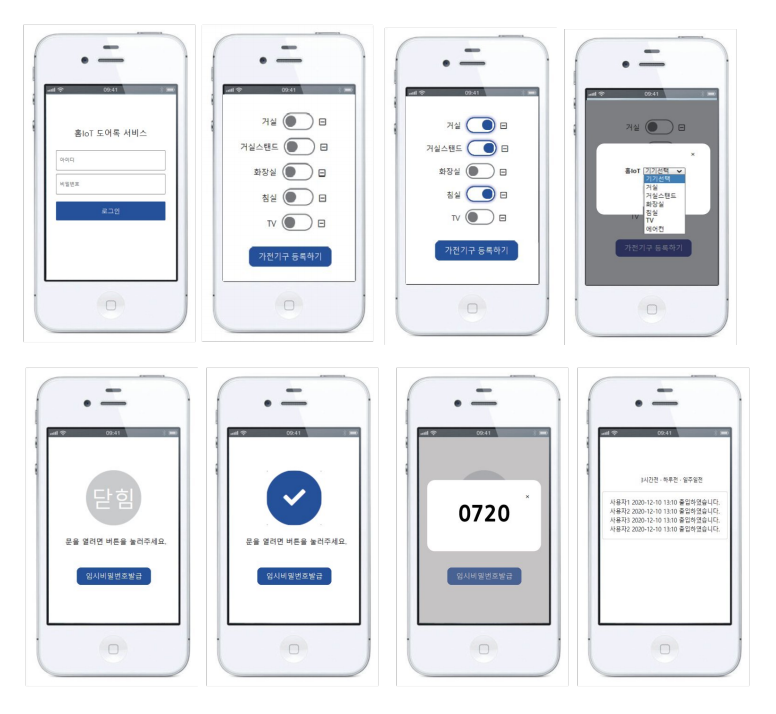 09:41
홈IoT 도어록 서비스
아이디
비밀번호
로그인
09:41
거실
거실스탠드
화장실
침실
TV
가전기구 등록하기
09:41
거실
거실스탠드
화장실
침실
TV
가전기구 등록하기
09:41
거실
×
홈IoT 기기선택
기기선택
거실
거실스탠드
화장실
침실
TV
에어컨
TV
가전기구 등록하기
09:41
닫힘
문을 열려면 버튼을 눌러주세요.
임시비밀번호발급
09:41
문을 열려면 버튼을 눌러주세요.
임시비밀번호발급
09:41
×
0720
임시비밀번호발급
09:41
3시간전 - 하루전 - 일주일전
사용자1 2020-12-10 13:10 출입하였습니다.
사용자2 2020-12-10 13:10 출입하였습니다.
사용자3 2020-12-10 13:10 출입하였습니다.
사용자2 2020-12-10 13:10 출입하였습니다.